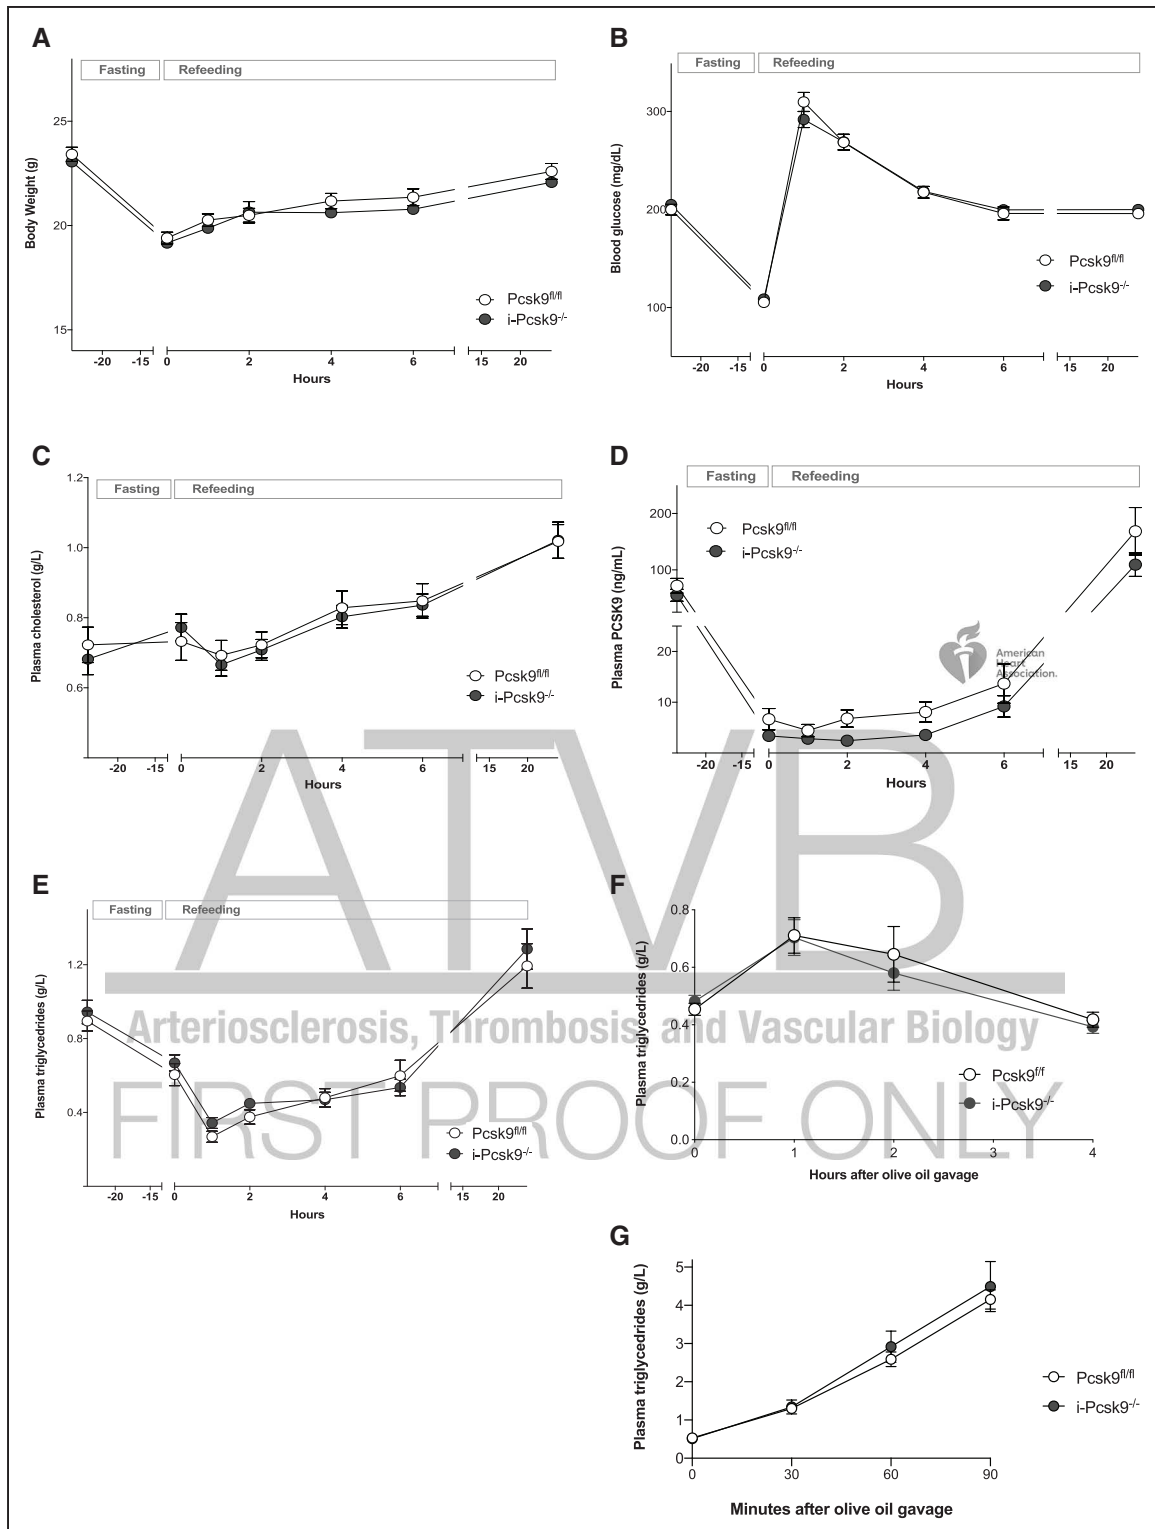 A
Fasting Refeeding
25
20
15
Body Weight (g)
Pcsk9fl/fl
i-Pcsk9-/-
-20 -15 0 2 4 6 15 20
Hours
B
Fasting Refeeding
300
200
100
Blood glucose (mg/dL)
Pcsk9fl/fl
i-Pcsk9-/-
-20 -15 0 2 4 6 15 20
Hours
C
Fasting Refeeding
1.2
1.0
0.8
0.6
Plasma cholesterol (g/L)
Pcsk9fl/fl
i-Pcsk9-/-
-20 -15 0 2 4 6 15 20
Hours
D
Fasting Refeeding
200
100
20
10
Plasma PCSK9 (ng/mL)
Pcsk9fl/fl
i-Pcsk9-/-
American
Heart
Association.
-20 -15 0 2 4 6 15 20
Hours
ATVB
Arteriosclerosis, Thrombosis, and Vascular Biology
FIRST PROOF ONLY
E
Fasting Refeeding
1.2
0.8
0.4
Plasma triglycedrides (g/L)
Pcsk9fl/fl
i-Pcsk9-/-
-20 -15 0 2 4 6 15 20
Hours
F
0.8
0.6
0.4
0.2
0.0
Plasma triglycedrides (g/L)
Pcsk9f/f
i-Pcsk9-/-
0 1 2 3 4
Hours after olive oil gavage
G
5
4
3
2
1
0
Plasma triglycedrides (g/L)
Pcsk9fl/fl
i-Pcsk9-/-
0 30 60 90
Minutes after olive oil gavage